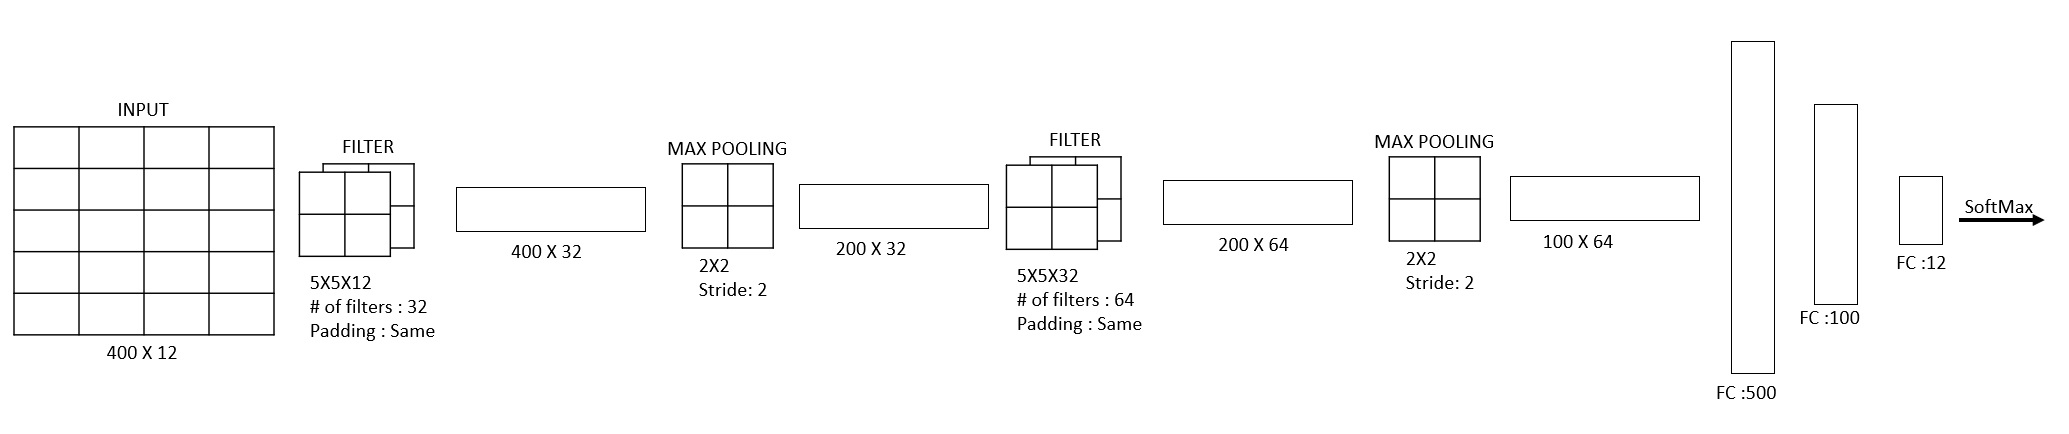 INPUT
400 X 12
FILTER
5X5X12
# of filters : 32
Padding : Same
400 X 32
MAX POOLING
2X2
Stride: 2
200 X 32
FILTER
5X5X32
# of filters : 64
Padding : Same
200 X 64
MAX POOLING
2X2
Stride: 2
100 X 64
FC :500
FC :100
FC :12
SoftMax